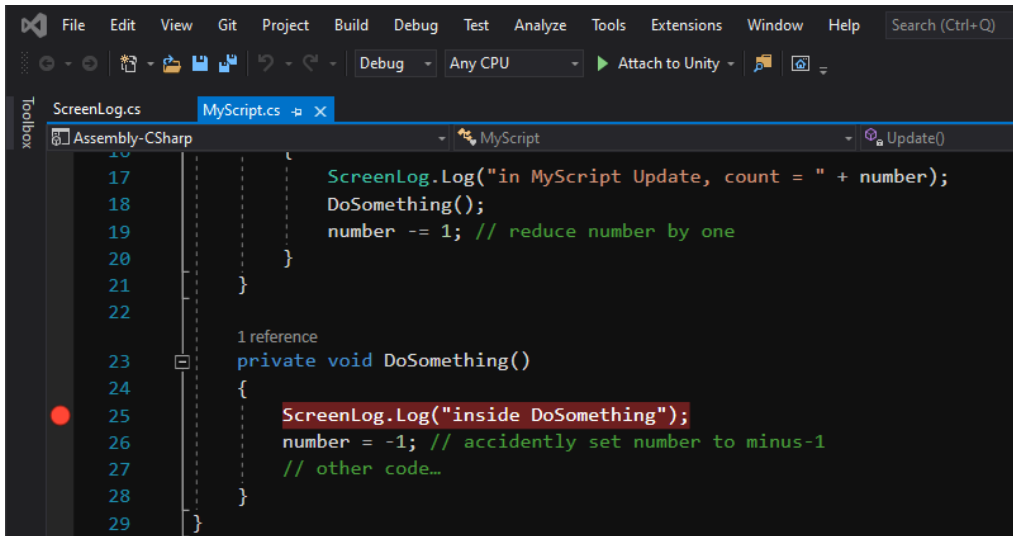 File Edit View Git Project Build Debug Test Analyze Tools Extensions Window Help Search (Ctrl+Q)
Debug Any CPU Attach to Unity
Toolbox
ScreenLog.cs MyScript.cs
Assembly-CSharp MyScript Update()
16 {
17 ScreenLog.Log("in MyScript Update, count = " + number);
18 DoSomething();
19 number -= 1; // reduce number by one
20 }
21 }
22
1 reference
23 private void DoSomething()
24 {
25 ScreenLog.Log("inside DoSomething");
26 number = -1; // accidently set number to minus-1
27 // other code…
28 }
29 }